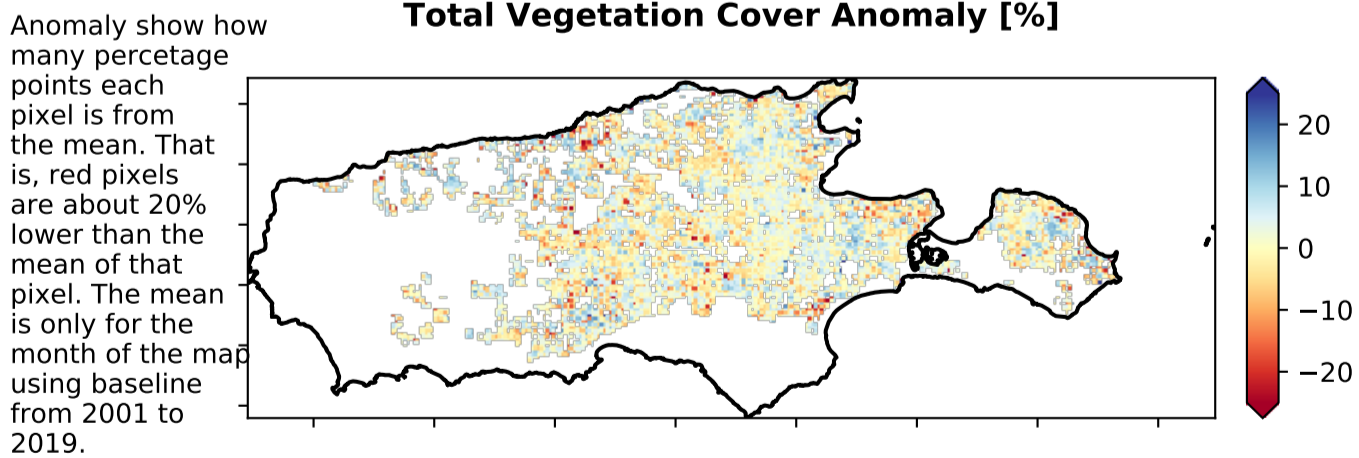 Total Vegetation Cover Anomaly [%]
Anomaly show how
many percetage
points each
pixel is from
the mean. That
is, red pixels
are about 20%
lower than the
mean of that
pixel. The mean
is only for the
month of the map
using baseline
from 2001 to
2019.
20
10
0
−10
−20